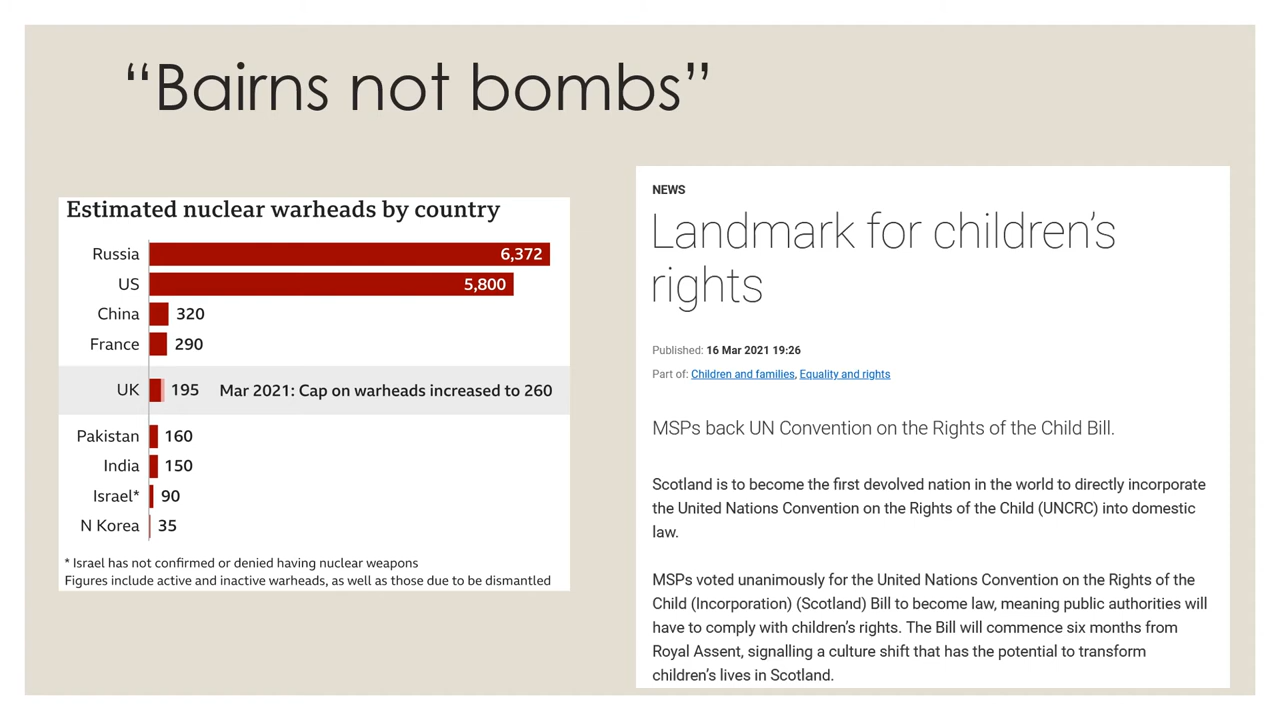 “Bairns not bombs”
Estimated nuclear warheads by country
Russia 6,372
US 5,800
China 320
France 290
UK 195 Mar 2021: Cap on warheads increased to 260
Pakistan 160
India 150
Israel* 90
N Korea 35
* Israel has not confirmed or denied having nuclear weapons
Figures include active and inactive warheads, as well as those due to be dismantled
NEWS
Landmark for children’s
rights
Published: 16 Mar 2021 19:26
Part of: Children and families, Equality and rights
MSPs back UN Convention on the Rights of the Child Bill.
Scotland is to become the first devolved nation in the world to directly incorporate
the United Nations Convention on the Rights of the Child (UNCRC) into domestic
law.
MSPs voted unanimously for the United Nations Convention on the Rights of the
Child (Incorporation) (Scotland) Bill to become law, meaning public authorities will
have to comply with children’s rights. The Bill will commence six months from
Royal Assent, signalling a culture shift that has the potential to transform
children’s lives in Scotland.